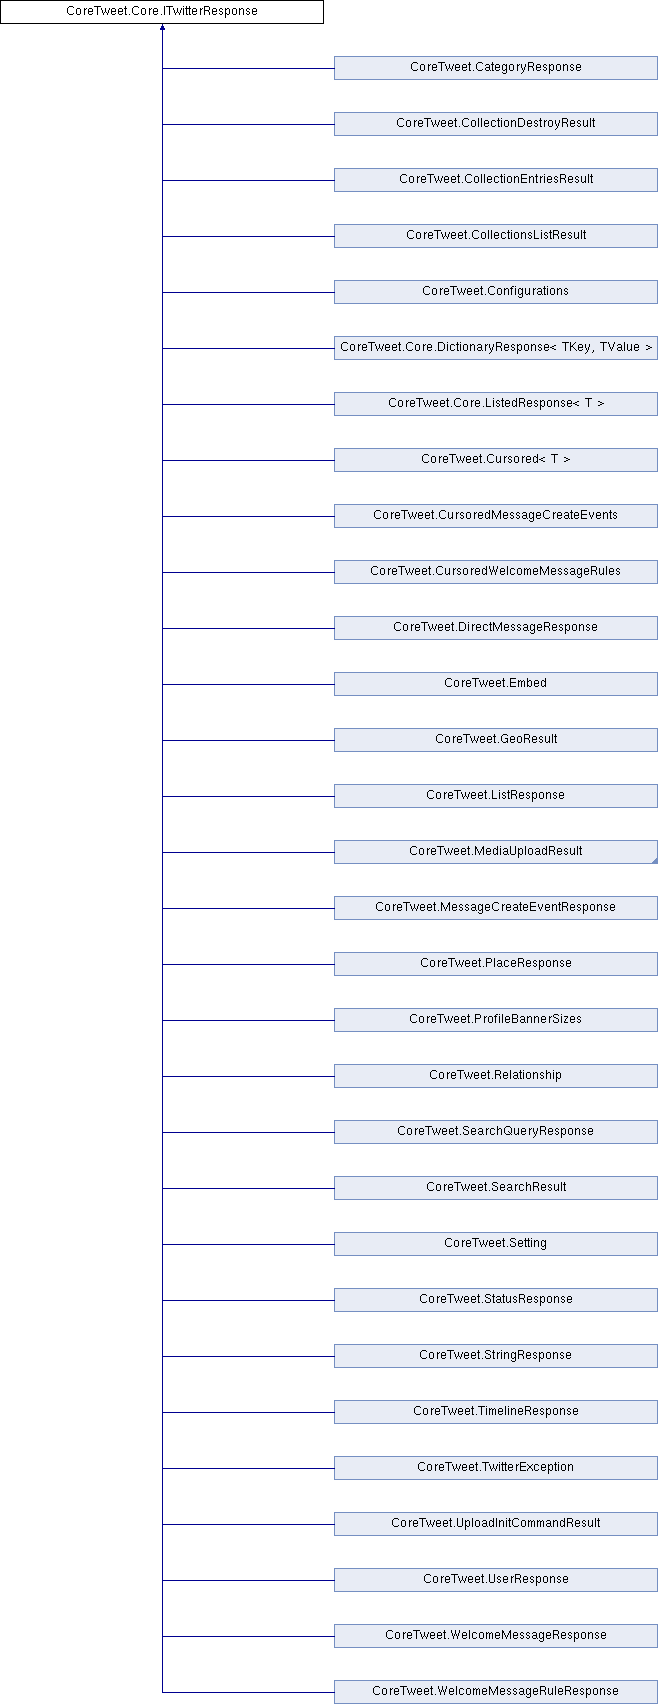 CoreTweet.Core.ITwitterResponse
CoreTweet.CategoryResponse
CoreTweet.CollectionDestroyResult
CoreTweet.CollectionEntriesResult
CoreTweet.CollectionsListResult
CoreTweet.Configurations
CoreTweet.Core.DictionaryResponse< TKey, TValue >
CoreTweet.Core.ListedResponse< T >
CoreTweet.Cursored< T >
CoreTweet.CursoredMessageCreateEvents
CoreTweet.CursoredWelcomeMessageRules
CoreTweet.DirectMessageResponse
CoreTweet.Embed
CoreTweet.GeoResult
CoreTweet.ListResponse
CoreTweet.MediaUploadResult
CoreTweet.MessageCreateEventResponse
CoreTweet.PlaceResponse
CoreTweet.ProfileBannerSizes
CoreTweet.Relationship
CoreTweet.SearchQueryResponse
CoreTweet.SearchResult
CoreTweet.Setting
CoreTweet.StatusResponse
CoreTweet.StringResponse
CoreTweet.TimelineResponse
CoreTweet.TwitterException
CoreTweet.UploadInitCommandResult
CoreTweet.UserResponse
CoreTweet.WelcomeMessageResponse
CoreTweet.WelcomeMessageRuleResponse